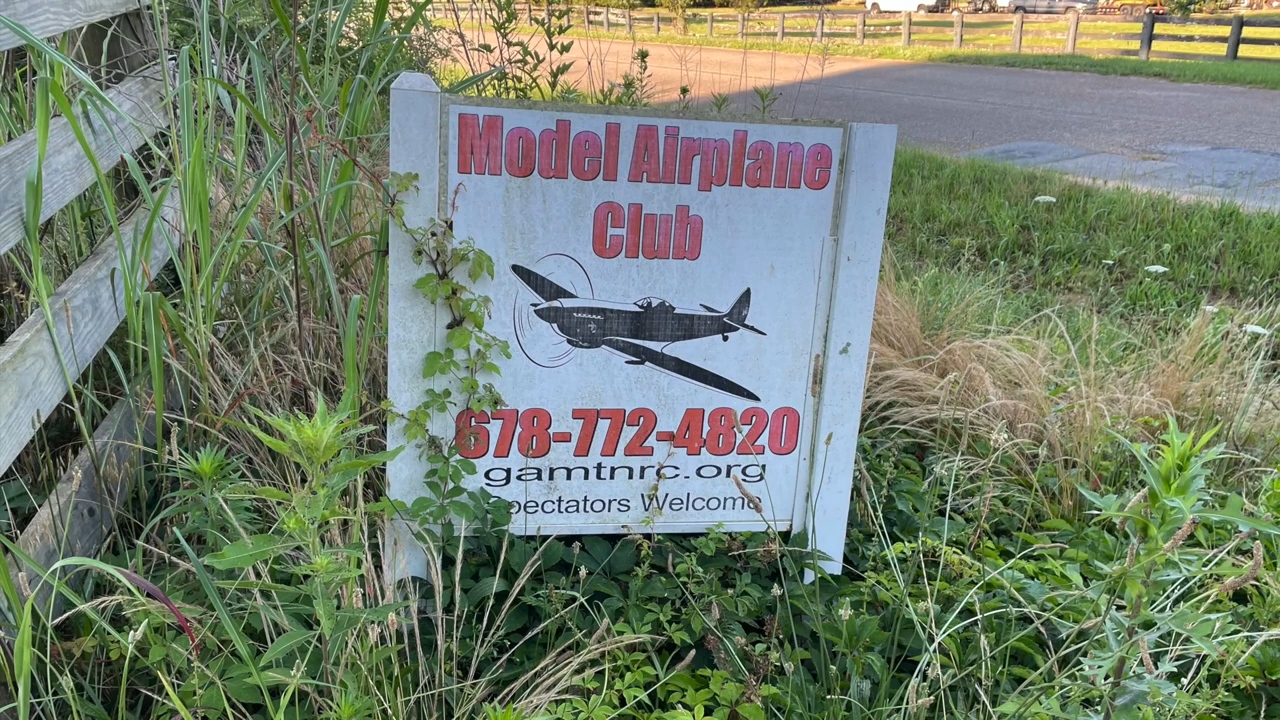 Model Airplane
Club
678-772-4820
gamtnrc.org
Spectators Welcome